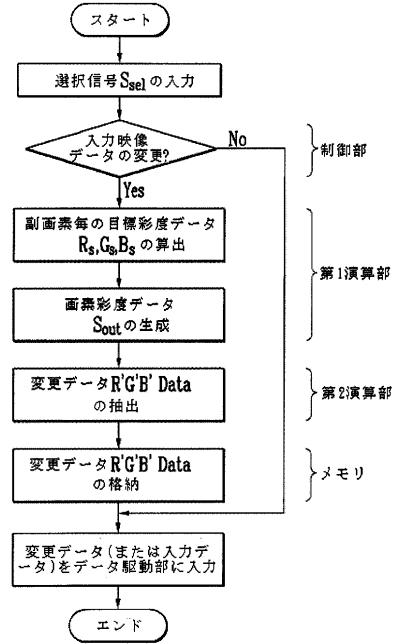 スタート
選択信号Sselの入力
入力映像
データの変更?
No
制御部
Yes
副画素毎の目標彩度データ
Rs,Gs,Bs の算出
第1演算部
画素彩度データ
Soutの生成
変更データR'G'B' Data
の抽出
第2演算部
変更データR'G'B' Data
の格納
メモリ
変更データ(または入力デ
ータ)をデータ駆動部に入力
エンド